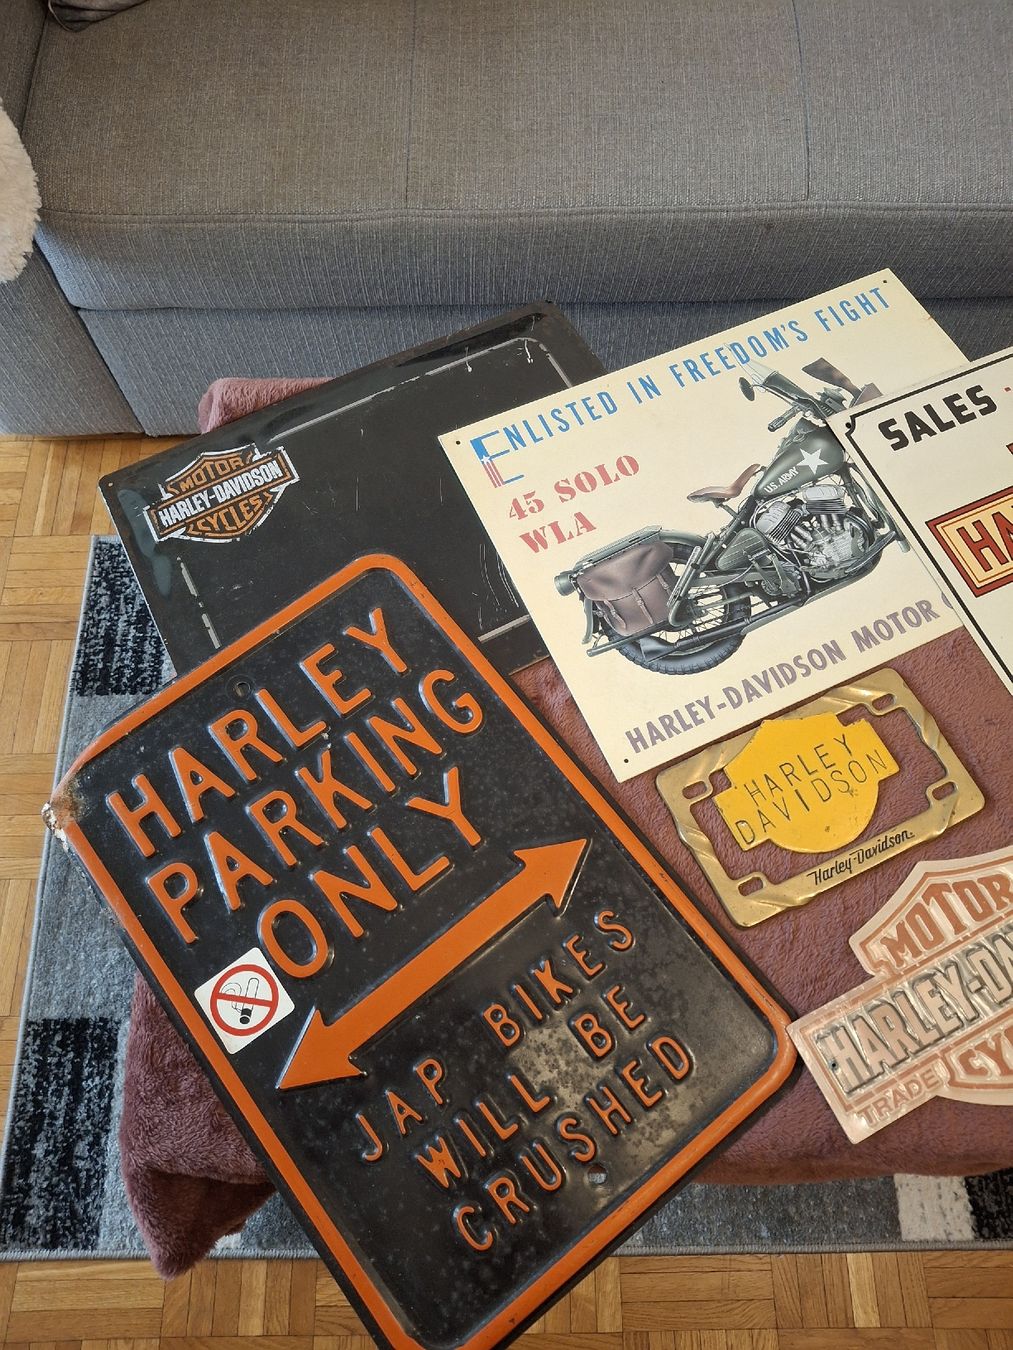 MOTOR
HARLEY-DAVIDSON
CYCLES
ENLISTED IN FREEDOM'S FIGHT
45 SOLO
WLA
U.S. ARMY
HARLEY-DAVIDSON MOTOR
SALES
HARLEY
PARKING
ONLY
JAP BIKES
WILL BE
CRUSHED
HARLEY
DAVIDSON
Harley-Davidson
MOTOR
HARLEY-DA
TRADE